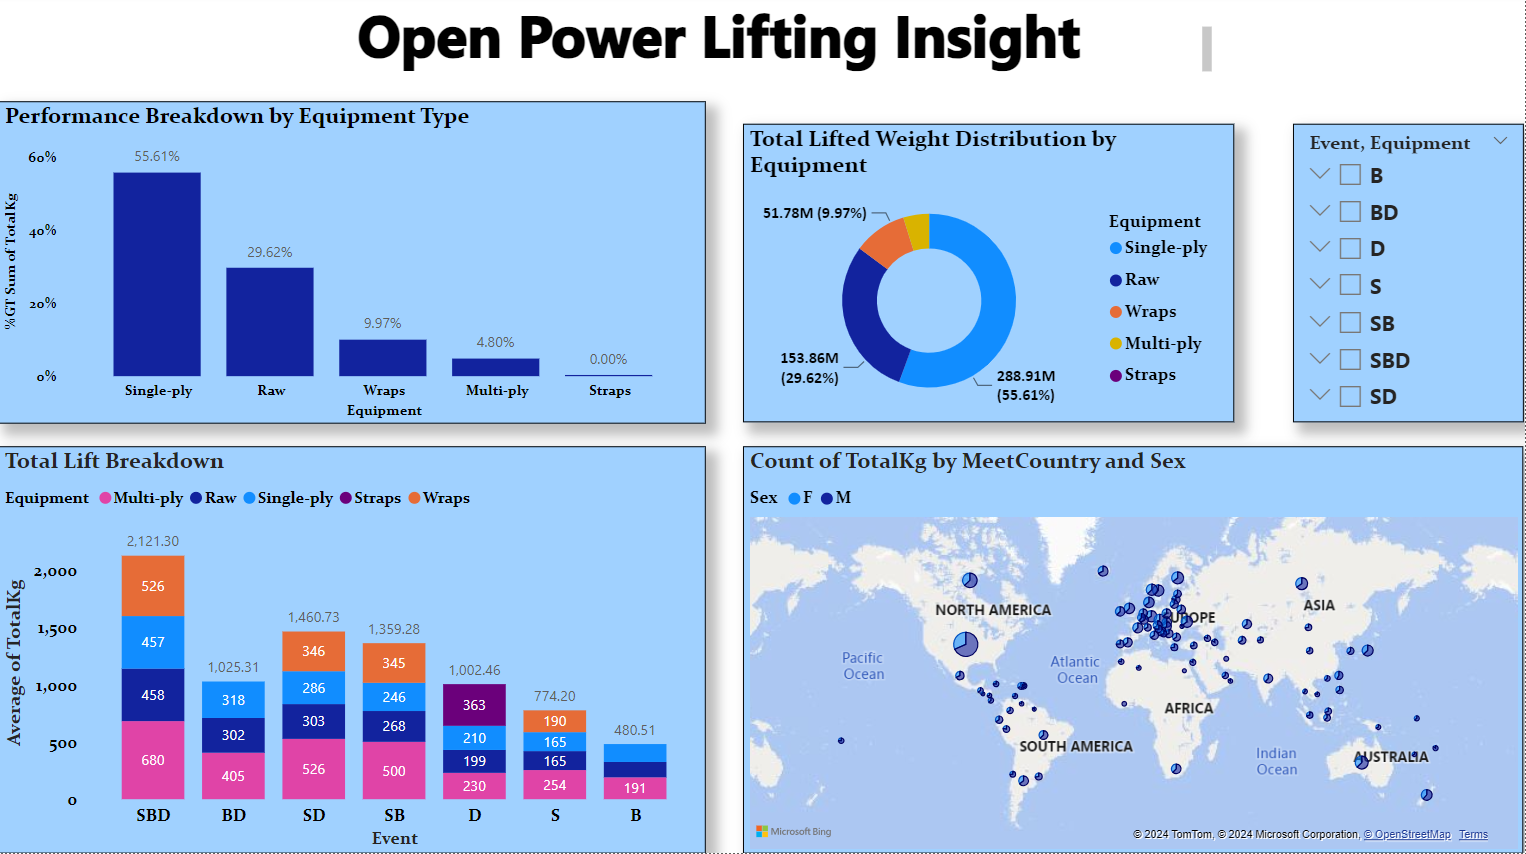 Open Power Lifting Insight
Performance Breakdown by Equipment Type
%GT Sum of TotalKg
60%
40%
20%
0%
55.61%
29.62%
9.97%
4.80%
0.00%
Single-ply
Raw
Wraps
Multi-ply
Straps
Equipment
Total Lifted Weight Distribution by
Equipment
51.78M (9.97%)
153.86M
(29.62%)
288.91M
(55.61%)
Equipment
Single-ply
Raw
Wraps
Multi-ply
Straps
Event, Equipment
B
BD
D
S
SB
SBD
SD
Total Lift Breakdown
Equipment Multi-ply Raw Single-ply Straps Wraps
Average of TotalKg
2,000
1,500
1,000
500
0
2,121.30
526
457
458
680
1,025.31
318
302
405
1,460.73
346
286
303
526
1,359.28
345
246
268
500
1,002.46
363
210
199
230
774.20
190
165
165
254
480.51
191
SBD
BD
SD
SB
D
S
B
Event
Count of TotalKg by MeetCountry and Sex
Sex F M
NORTH AMERICA
EUROPE
ASIA
Pacific
Ocean
Atlantic
Ocean
AFRICA
SOUTH AMERICA
Indian
Ocean
AUSTRALIA
Microsoft Bing
© 2024 TomTom, © 2024 Microsoft Corporation, © OpenStreetMap Terms